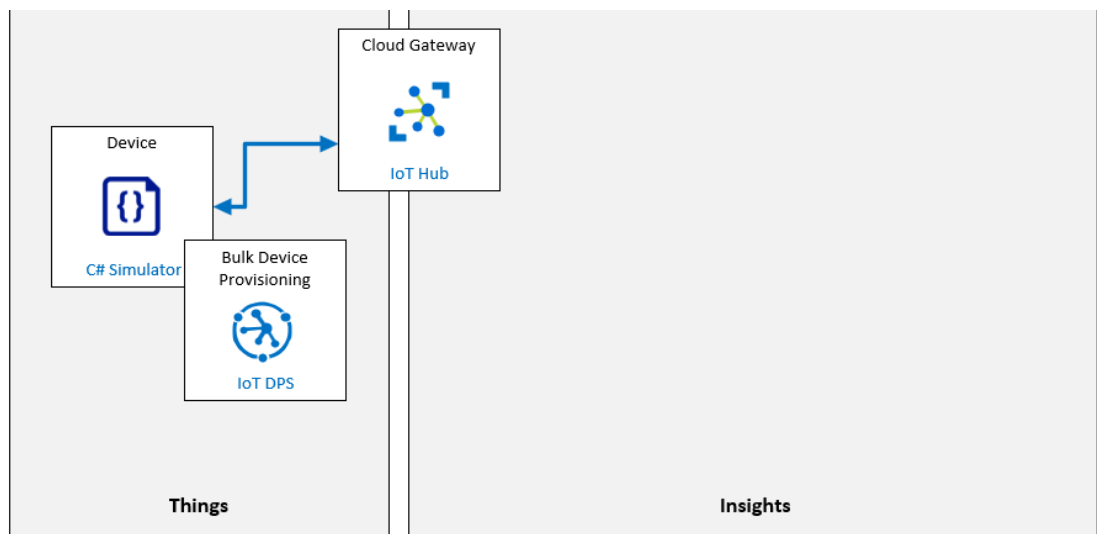 Cloud Gateway
IoT Hub
Device
{}
C# Simulator
Bulk Device
Provisioning
IoT DPS
Things
Insights